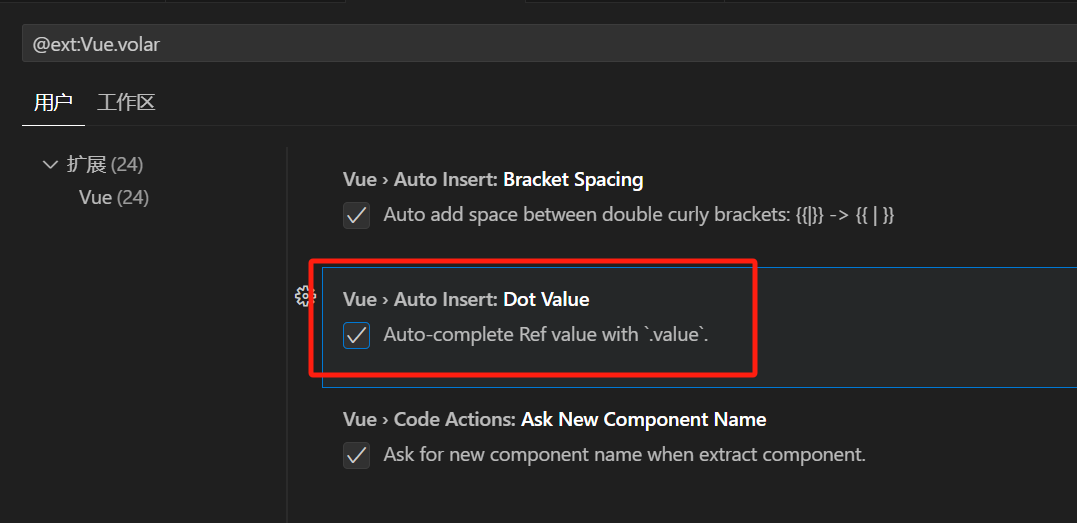 @ext:Vue.volar
用户 工作区
扩展 (24)
Vue (24)
Vue › Auto Insert: Bracket Spacing
Auto add space between double curly brackets: {{|}} -> {{ | }}
Vue › Auto Insert: Dot Value
Auto-complete Ref value with `.value`.
Vue › Code Actions: Ask New Component Name
Ask for new component name when extract component.